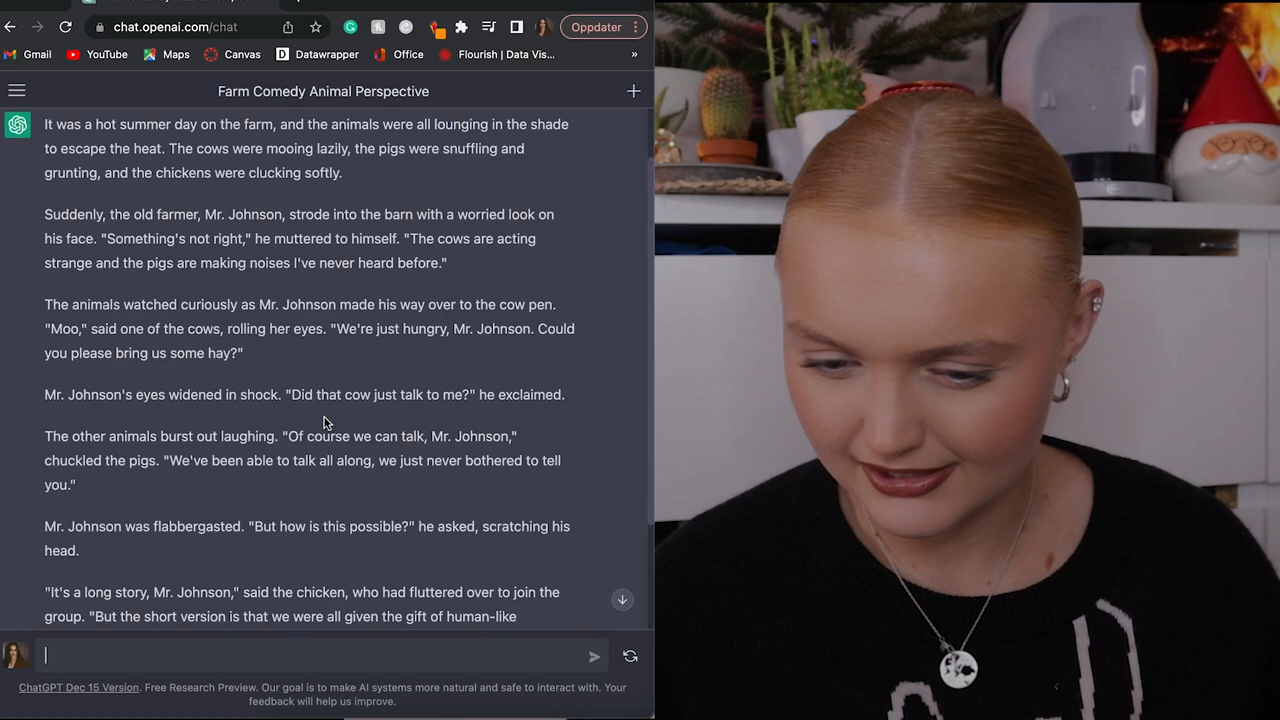 chat.openai.com/chat
Oppdater
Gmail
YouTube
Maps
Canvas
Datawrapper
Office
Flourish | Data Vis...
»
Farm Comedy Animal Perspective
It was a hot summer day on the farm, and the animals were all lounging in the shade
to escape the heat. The cows were mooing lazily, the pigs were snuffling and
grunting, and the chickens were clucking softly.
Suddenly, the old farmer, Mr. Johnson, strode into the barn with a worried look on
his face. "Something's not right," he muttered to himself. "The cows are acting
strange and the pigs are making noises I've never heard before."
The animals watched curiously as Mr. Johnson made his way over to the cow pen.
"Moo," said one of the cows, rolling her eyes. "We're just hungry, Mr. Johnson. Could
you please bring us some hay?"
Mr. Johnson's eyes widened in shock. "Did that cow just talk to me?" he exclaimed.
The other animals burst out laughing. "Of course we can talk, Mr. Johnson,"
chuckled the pigs. "We've been able to talk all along, we just never bothered to tell
you."
Mr. Johnson was flabbergasted. "But how is this possible?" he asked, scratching his
head.
"It's a long story, Mr. Johnson," said the chicken, who had fluttered over to join the
group. "But the short version is that we were all given the gift of human-like
ChatGPT Dec 15 Version. Free Research Preview. Our goal is to make AI systems more natural and safe to interact with. Your
feedback will help us improve.